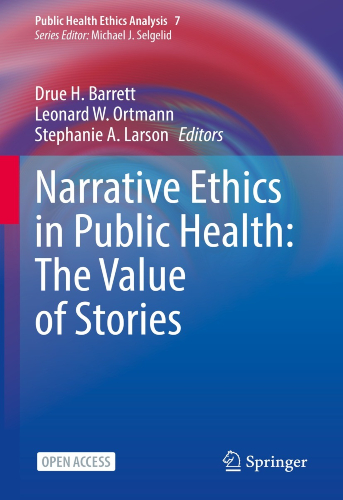 Public Health Ethics Analysis 7
Series Editor: Michael J. Selgelid
Drue H. Barrett
Leonard W. Ortmann
Stephanie A. Larson Editors
Narrative Ethics
in Public Health:
The Value
of Stories
OPEN ACCESS
Springer